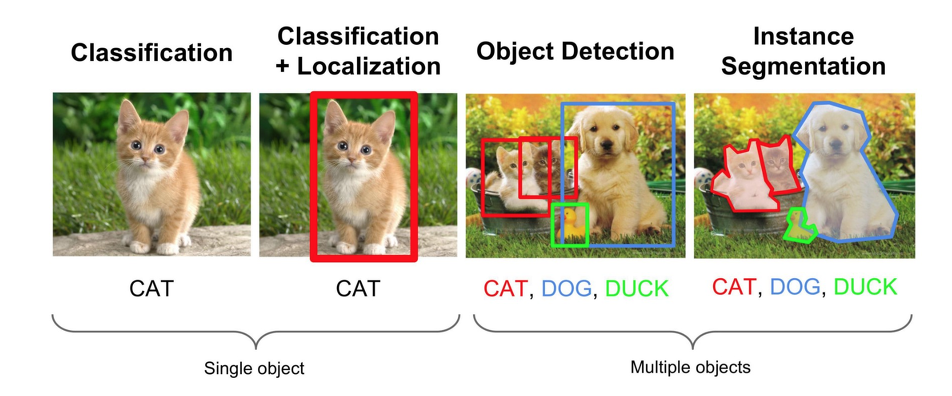 Classification
Classification
+ Localization
Object Detection
Instance
Segmentation
CAT
CAT
CAT, DOG, DUCK
CAT, DOG, DUCK
Single object
Multiple objects